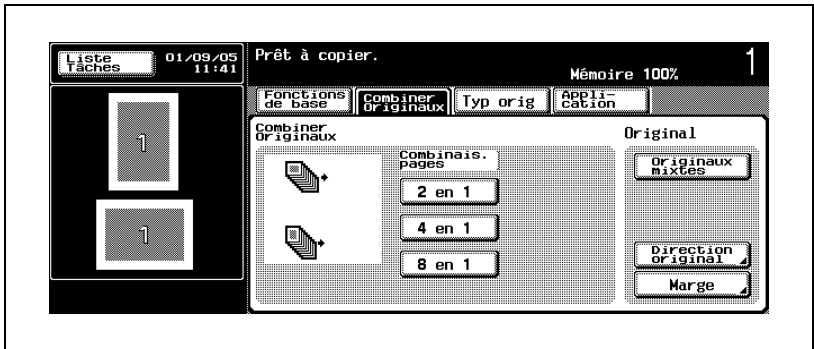 Liste
Tâches
01/09/05
11:41
Prêt à copier.
Mémoire 100%
1
Fonctions
de base
Combiner
Originaux
Typ orig
Appli-
cation
1
1
Combiner
Originaux
Combinais.
pages
2 en 1
4 en 1
8 en 1
Original
Originaux
mixtes
Direction
original
Marge